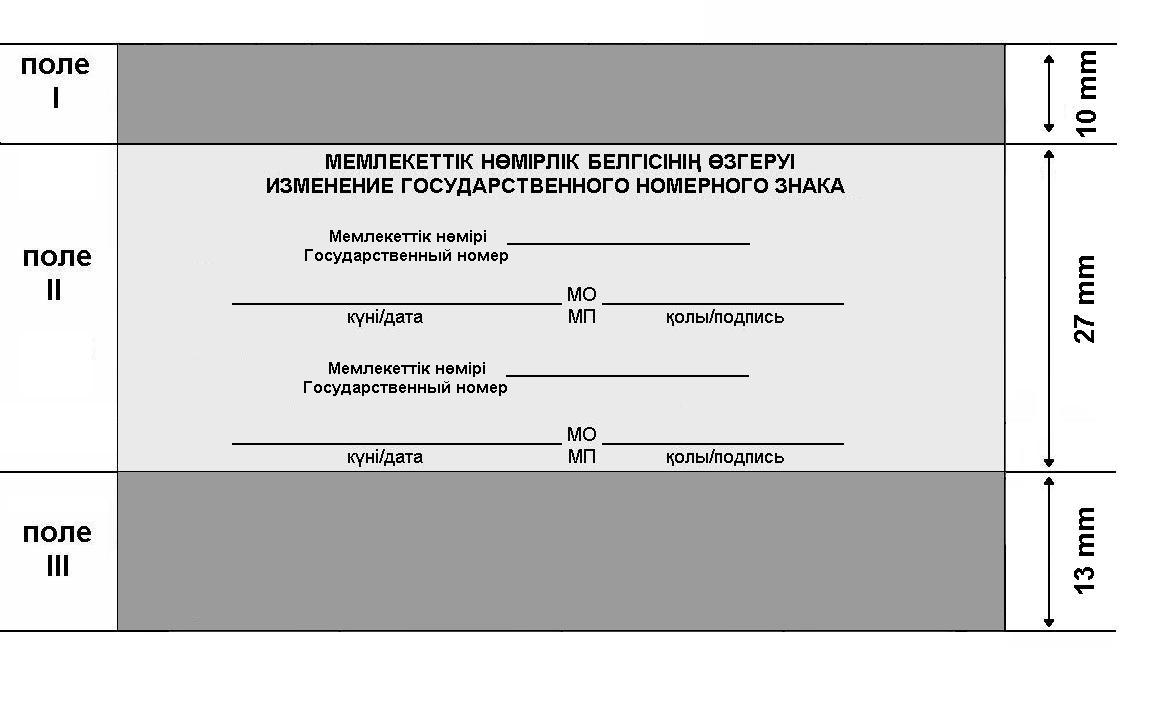 поле
I
10 mm
МЕМЛЕКЕТТІК НӨМІРЛІК БЕЛГІСІНІҢ ӨЗГЕРУІ
ИЗМЕНЕНИЕ ГОСУДАРСТВЕННОГО НОМЕРНОГО ЗНАКА
поле
II
27 mm
Мемлекеттік нөмірі
Государственный номер
МО
күні/дата МП қолы/подпись
Мемлекеттік нөмірі
Государственный номер
МО
күні/дата МП қолы/подпись
поле
III
13 mm